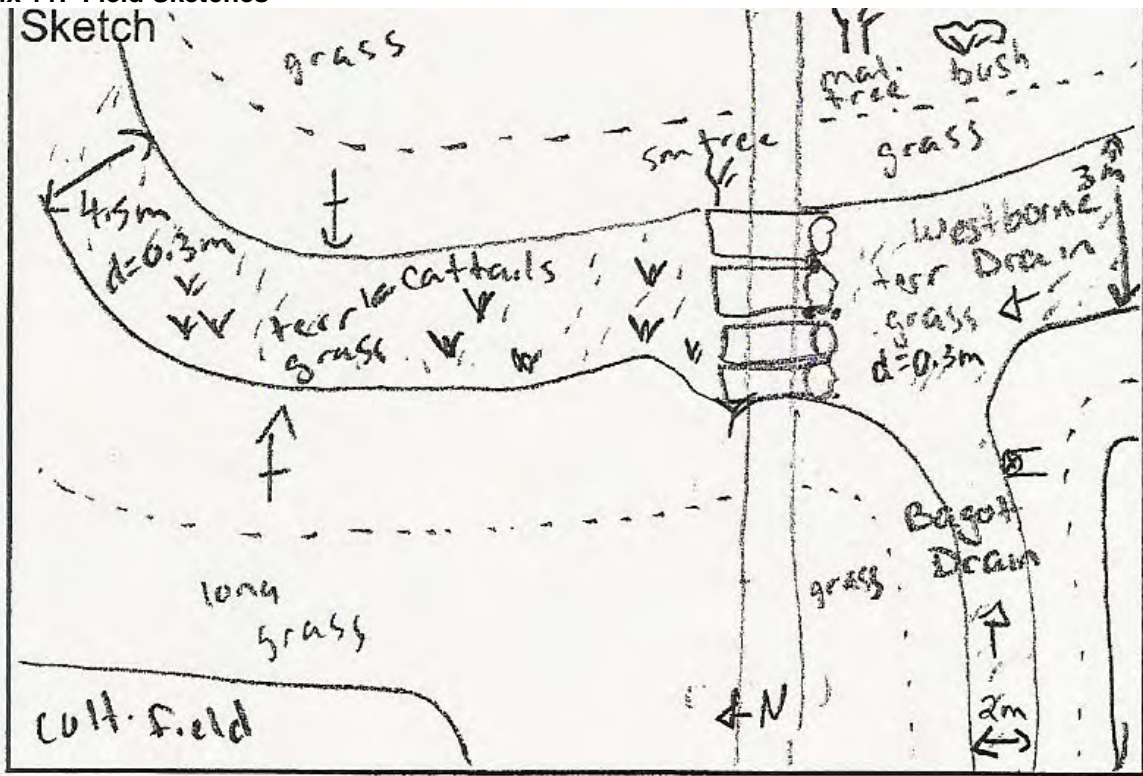 Sketch
grass
mat.
tree
bush
sm tree
grass
3m
4.5m
d=0.3m
Westborne
Drain
cattails
terr
grass
terr
grass
d=0.3m
Bagot
Drain
grass
long
grass
N
2m
cult. field